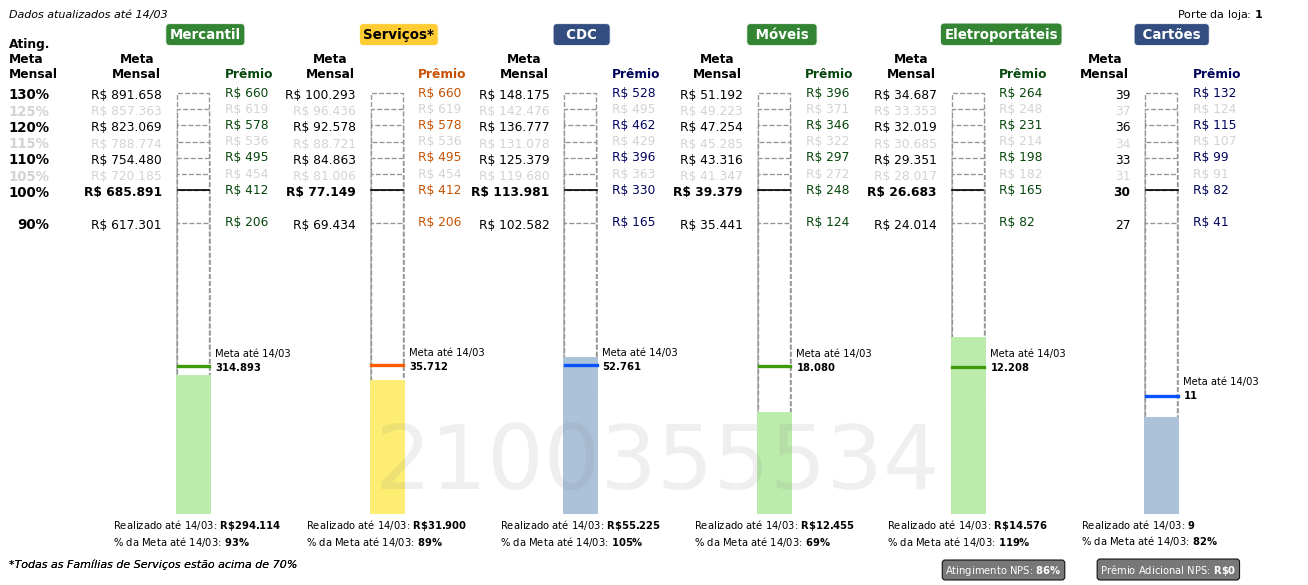 Dados atualizados até 14/03 Porte da loja: 1
Mercantil Serviços* CDC Móveis Eletroportáteis Cartões
Ating.
Meta Meta Meta Meta Meta Meta Meta
Mensal Mensal Prêmio Mensal Prêmio Mensal Prêmio Mensal Prêmio Mensal Prêmio Mensal Prêmio
130% R$ 891.658 R$ 660 R$ 100.293 R$ 660 R$ 148.175 R$ 528 R$ 51.192 R$ 396 R$ 34.687 R$ 264 39 R$ 132
125% R$ 857.363 R$ 619 R$ 96.436 R$ 619 R$ 142.476 R$ 495 R$ 49.223 R$ 371 R$ 33.353 R$ 248 37 R$ 124
120% R$ 823.069 R$ 578 R$ 92.578 R$ 578 R$ 136.777 R$ 462 R$ 47.254 R$ 346 R$ 32.019 R$ 231 36 R$ 115
115% R$ 788.774 R$ 536 R$ 88.721 R$ 536 R$ 131.078 R$ 429 R$ 45.285 R$ 322 R$ 30.685 R$ 214 34 R$ 107
110% R$ 754.480 R$ 495 R$ 84.863 R$ 495 R$ 125.379 R$ 396 R$ 43.316 R$ 297 R$ 29.351 R$ 198 33 R$ 99
105% R$ 720.185 R$ 454 R$ 81.006 R$ 454 R$ 119.680 R$ 363 R$ 41.347 R$ 272 R$ 28.017 R$ 182 31 R$ 91
100% R$ 685.891 R$ 412 R$ 77.149 R$ 412 R$ 113.981 R$ 330 R$ 39.379 R$ 248 R$ 26.683 R$ 165 30 R$ 82
90% R$ 617.301 R$ 206 R$ 69.434 R$ 206 R$ 102.582 R$ 165 R$ 35.441 R$ 124 R$ 24.014 R$ 82 27 R$ 41
Meta até 14/03 Meta até 14/03 Meta até 14/03 Meta até 14/03 Meta até 14/03
314.893 35.712 52.761 18.080 12.208
Meta até 14/03
11
2100355534
Realizado até 14/03: R$294.114 Realizado até 14/03: R$31.900 Realizado até 14/03: R$55.225 Realizado até 14/03: R$12.455 Realizado até 14/03: R$14.576 Realizado até 14/03: 9
% da Meta até 14/03: 93% % da Meta até 14/03: 89% % da Meta até 14/03: 105% % da Meta até 14/03: 69% % da Meta até 14/03: 119% % da Meta até 14/03: 82%
*Todas as Famílias de Serviços estão acima de 70% Atingimento NPS: 86% Prêmio Adicional NPS: R$0